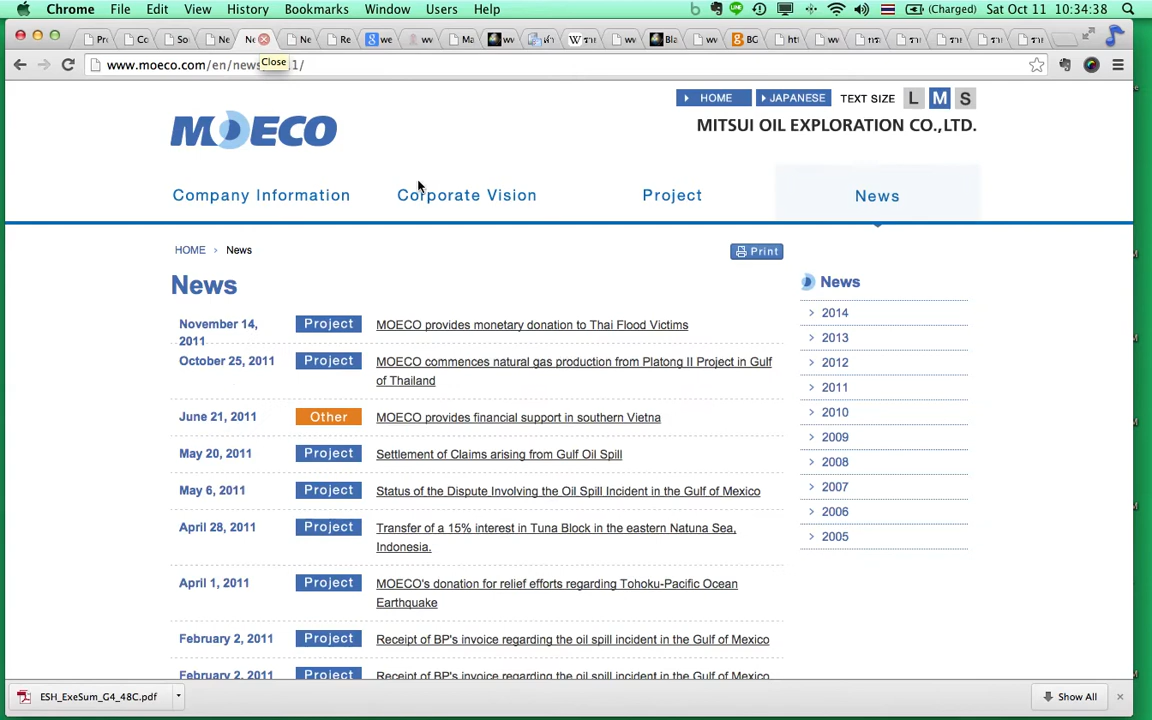 Chrome File Edit View History Bookmarks Window Users Help (Charged) Sat Oct 11 10:34:38
www.moeco.com/en/news
1/
Close
HOME JAPANESE TEXT SIZE L M S
MOECO
MITSUI OIL EXPLORATION CO.,LTD.
Company Information Corporate Vision Project News
HOME › News
Print
News
November 14, 2011 Project MOECO provides monetary donation to Thai Flood Victims
October 25, 2011 Project MOECO commences natural gas production from Platong II Project in Gulf
of Thailand
June 21, 2011 Other MOECO provides financial support in southern Vietna
May 20, 2011 Project Settlement of Claims arising from Gulf Oil Spill
May 6, 2011 Project Status of the Dispute Involving the Oil Spill Incident in the Gulf of Mexico
April 28, 2011 Project Transfer of a 15% interest in Tuna Block in the eastern Natuna Sea,
Indonesia.
April 1, 2011 Project MOECO's donation for relief efforts regarding Tohoku-Pacific Ocean
Earthquake
February 2, 2011 Project Receipt of BP's invoice regarding the oil spill incident in the Gulf of Mexico
February 2, 2011 Project Receipt of BP's invoice regarding the oil spill incident in the Gulf of Mexico
News
2014
2013
2012
2011
2010
2009
2008
2007
2006
2005
ESH_ExeSum_G4_48C.pdf
Show All